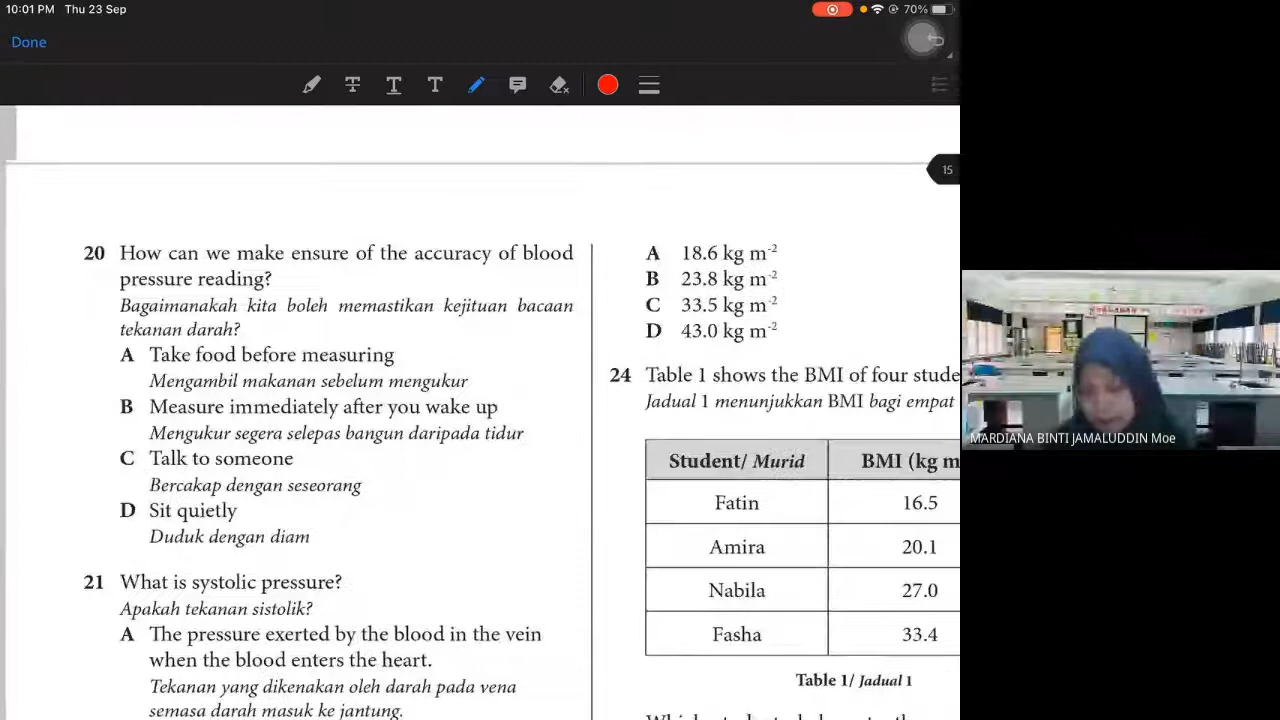 10:01 PM Thu 23 Sep
70%
Done
15
20 How can we make ensure of the accuracy of blood
pressure reading?
Bagaimanakah kita boleh memastikan kejituan bacaan
tekanan darah?
A Take food before measuring
Mengambil makanan sebelum mengukur
B Measure immediately after you wake up
Mengukur segera selepas bangun daripada tidur
C Talk to someone
Bercakap dengan seseorang
D Sit quietly
Duduk dengan diam
21 What is systolic pressure?
Apakah tekanan sistolik?
A The pressure exerted by the blood in the vein
when the blood enters the heart.
Tekanan yang dikenakan oleh darah pada vena
semasa darah masuk ke jantung.
A 18.6 kg m⁻²
B 23.8 kg m⁻²
C 33.5 kg m⁻²
D 43.0 kg m⁻²
24 Table 1 shows the BMI of four stude
Jadual 1 menunjukkan BMI bagi empat
Student/ Murid BMI (kg m
Fatin 16.5
Amira 20.1
Nabila 27.0
Fasha 33.4
Table 1/ Jadual 1
MARDIANA BINTI JAMALUDDIN Moe